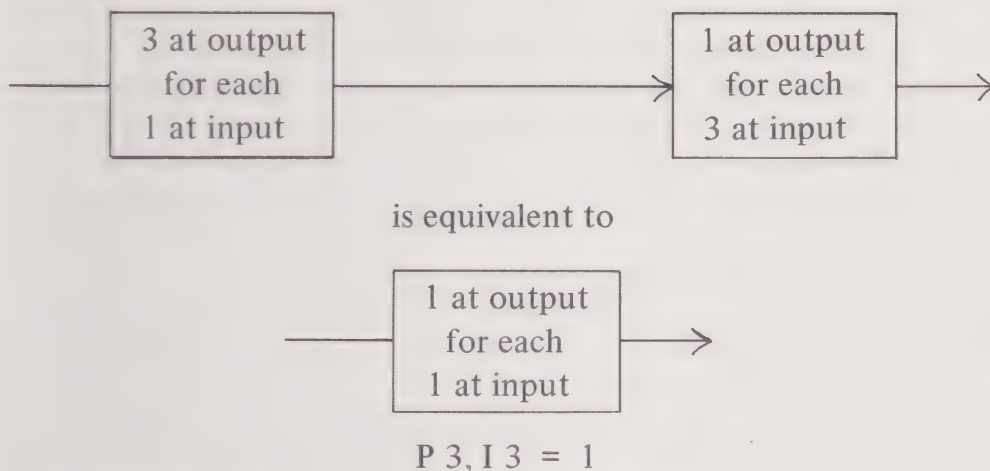 3 at output
for each
1 at input
1 at output
for each
3 at input
is equivalent to
1 at output
for each
1 at input
P 3, I 3 = 1